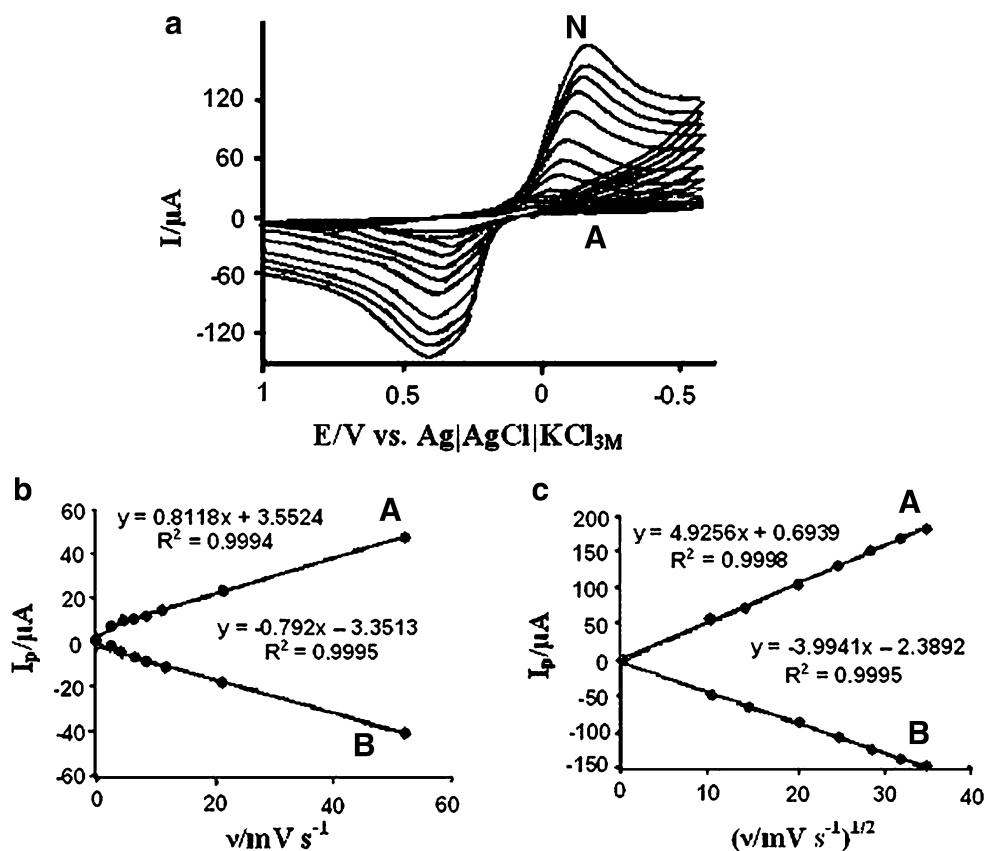 a
N
120
60
0
-60
-120
I/μA
A
1 0.5 0 -0.5
E/V vs. Ag|AgCl|KCl3M
b
60
40
20
0
-20
-40
-60
Ip/μA
y = 0.8118x + 3.5524
R² = 0.9994
A
y = -0.792x – 3.3513
R² = 0.9995
B
0 20 40 60
ν/mV s⁻¹
c
200
150
100
50
0
-50
-100
-150
Ip/μA
y = 4.9256x + 0.6939
R² = 0.9998
A
y = -3.9941x – 2.3892
R² = 0.9995
B
0 10 20 30 40
(ν/mV s⁻¹)¹/²